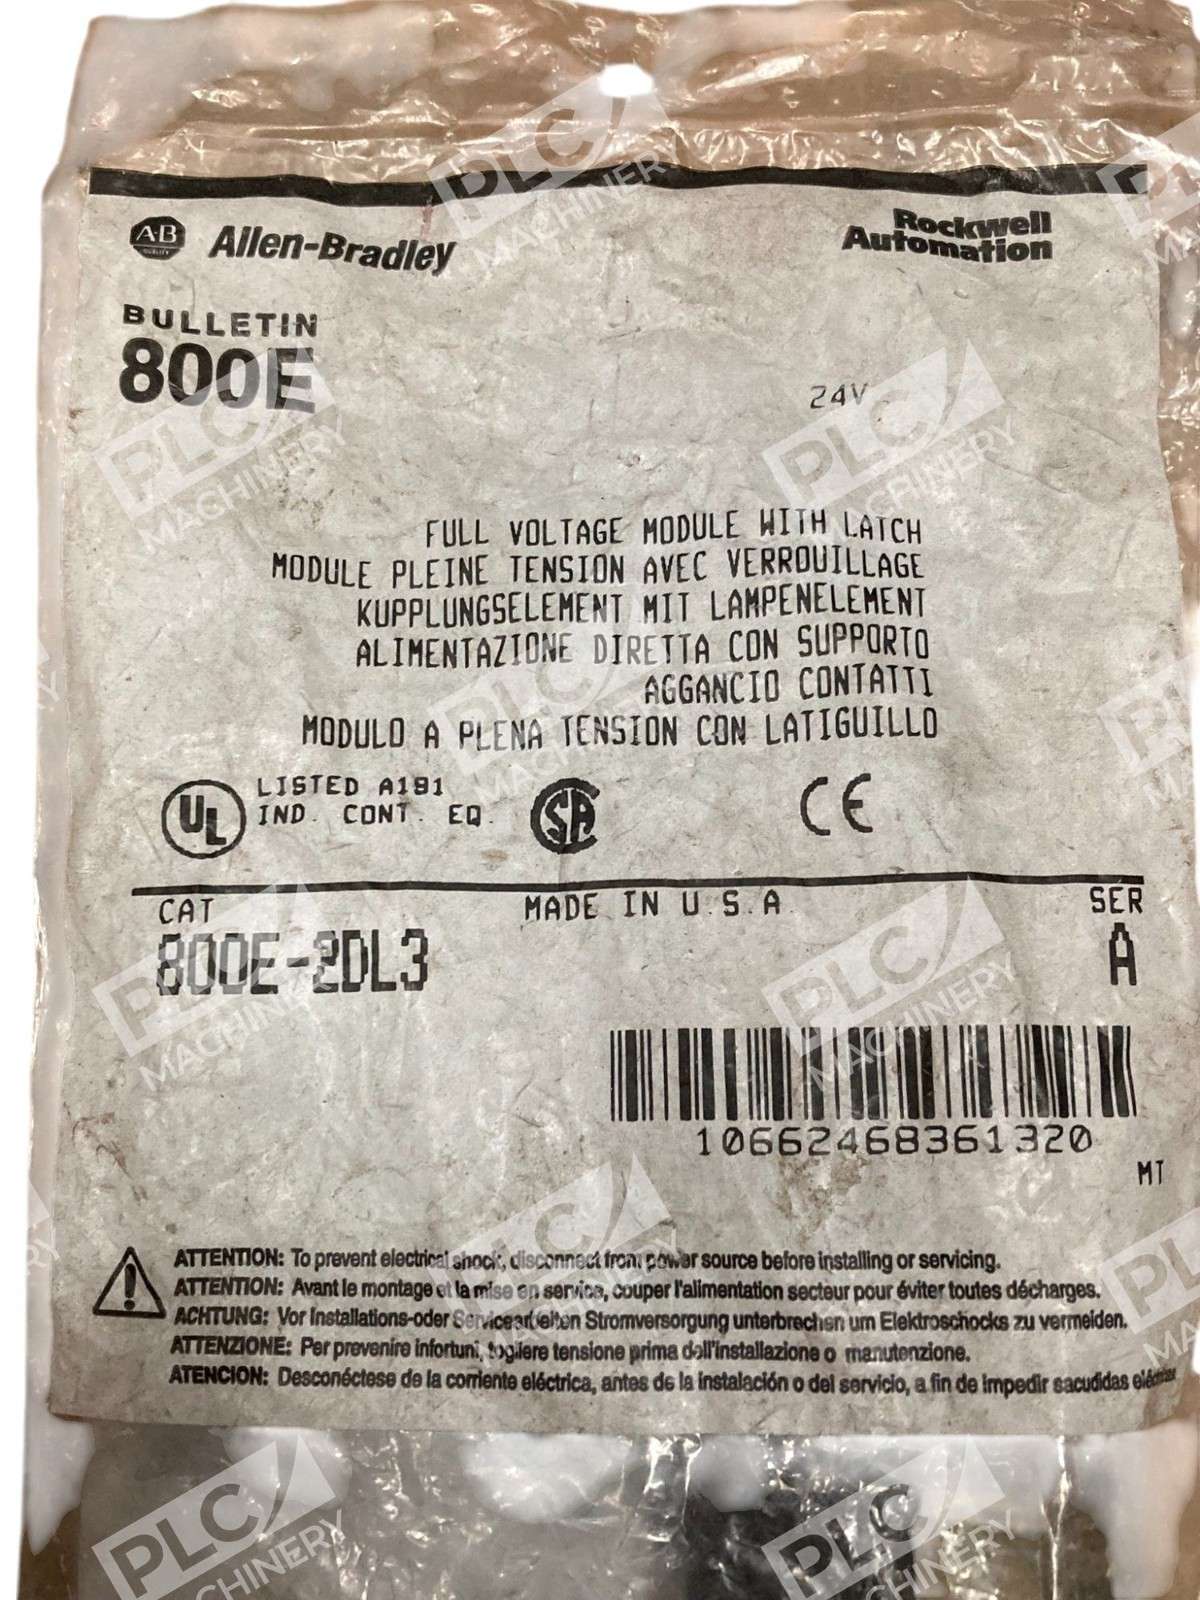 A-B
QUALITY
Allen-Bradley
Rockwell
Automation
BULLETIN
800E
24V
FULL VOLTAGE MODULE WITH LATCH
MODULE PLEINE TENSION AVEC VERROUILLAGE
KUPPLUNGSELEMENT MIT LAMPENELEMENT
ALIMENTAZIONE DIRETTA CON SUPPORTO
AGGANCIO CONTATTI
MODULO A PLENA TENSION CON LATIGUILLO
UL
LISTED A191
IND. CONT. EQ.
SA
CE
CAT
MADE IN U.S.A.
SER
800E-2DL3
A
10662468361320
MT
ATTENTION: To prevent electrical shock, disconnect from power source before installing or servicing.
ATTENTION: Avant le montage et la mise en service, couper l'alimentation secteur pour éviter toutes décharges.
ACHTUNG: Vor Installations-oder Servicearbeiten Stromversorgung unterbrechen um Elektroschocks zu vermeiden.
ATTENZIONE: Per prevenire infortuni, togliere tensione prima dell'installazione o manutenzione.
ATENCION: Desconéctese de la corriente eléctrica, antes de la instalación o del servicio, a fin de impedir sacudidas
PLC
MACHINERY